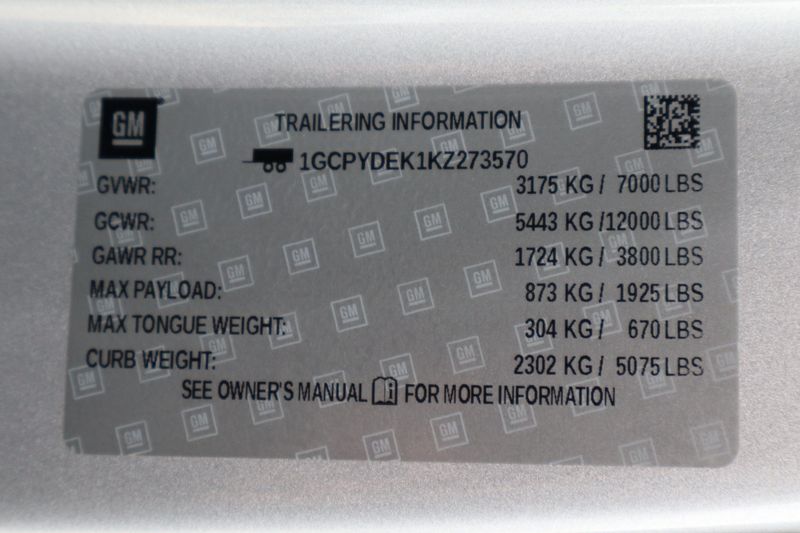 GM
TRAILERING INFORMATION
1GCPYDEK1KZ273570
GVWR: 3175 KG / 7000 LBS
GCWR: 5443 KG /12000 LBS
GAWR RR: 1724 KG / 3800 LBS
MAX PAYLOAD: 873 KG / 1925 LBS
MAX TONGUE WEIGHT: 304 KG / 670 LBS
CURB WEIGHT: 2302 KG / 5075 LBS
SEE OWNER'S MANUAL FOR MORE INFORMATION